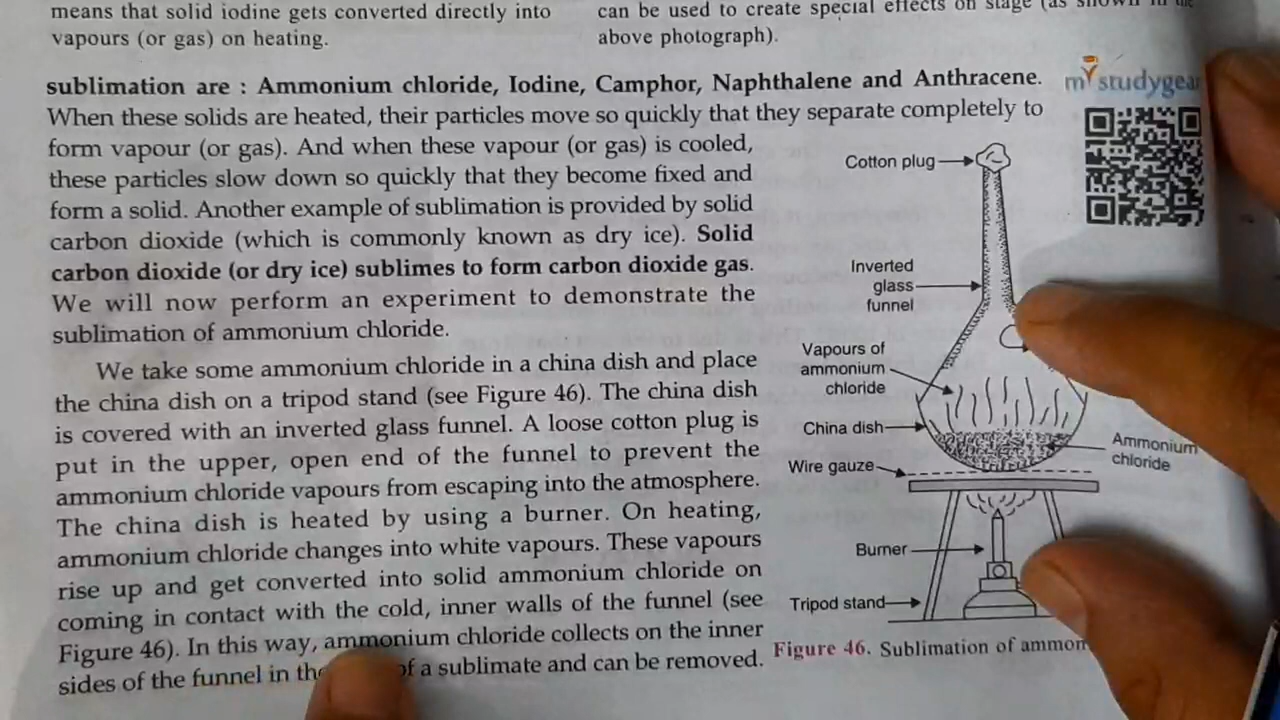 means that solid iodine gets converted directly into
vapours (or gas) on heating.
can be used to create special effects on stage (as shown in the
above photograph).
sublimation are : Ammonium chloride, Iodine, Camphor, Naphthalene and Anthracene.
When these solids are heated, their particles move so quickly that they separate completely to
form vapour (or gas). And when these vapour (or gas) is cooled,
these particles slow down so quickly that they become fixed and
form a solid. Another example of sublimation is provided by solid
carbon dioxide (which is commonly known as dry ice). Solid
carbon dioxide (or dry ice) sublimes to form carbon dioxide gas.
We will now perform an experiment to demonstrate the
sublimation of ammonium chloride.
We take some ammonium chloride in a china dish and place
the china dish on a tripod stand (see Figure 46). The china dish
is covered with an inverted glass funnel. A loose cotton plug is
put in the upper, open end of the funnel to prevent the
ammonium chloride vapours from escaping into the atmosphere.
The china dish is heated by using a burner. On heating,
ammonium chloride changes into white vapours. These vapours
rise up and get converted into solid ammonium chloride on
coming in contact with the cold, inner walls of the funnel (see
Figure 46). In this way, ammonium chloride collects on the inner
sides of the funnel in the of a sublimate and can be removed.
mystudygear
Cotton plug
Inverted
glass
funnel
Vapours of
ammonium
chloride
China dish
Ammonium
chloride
Wire gauze
Burner
Tripod stand
Figure 46. Sublimation of ammon